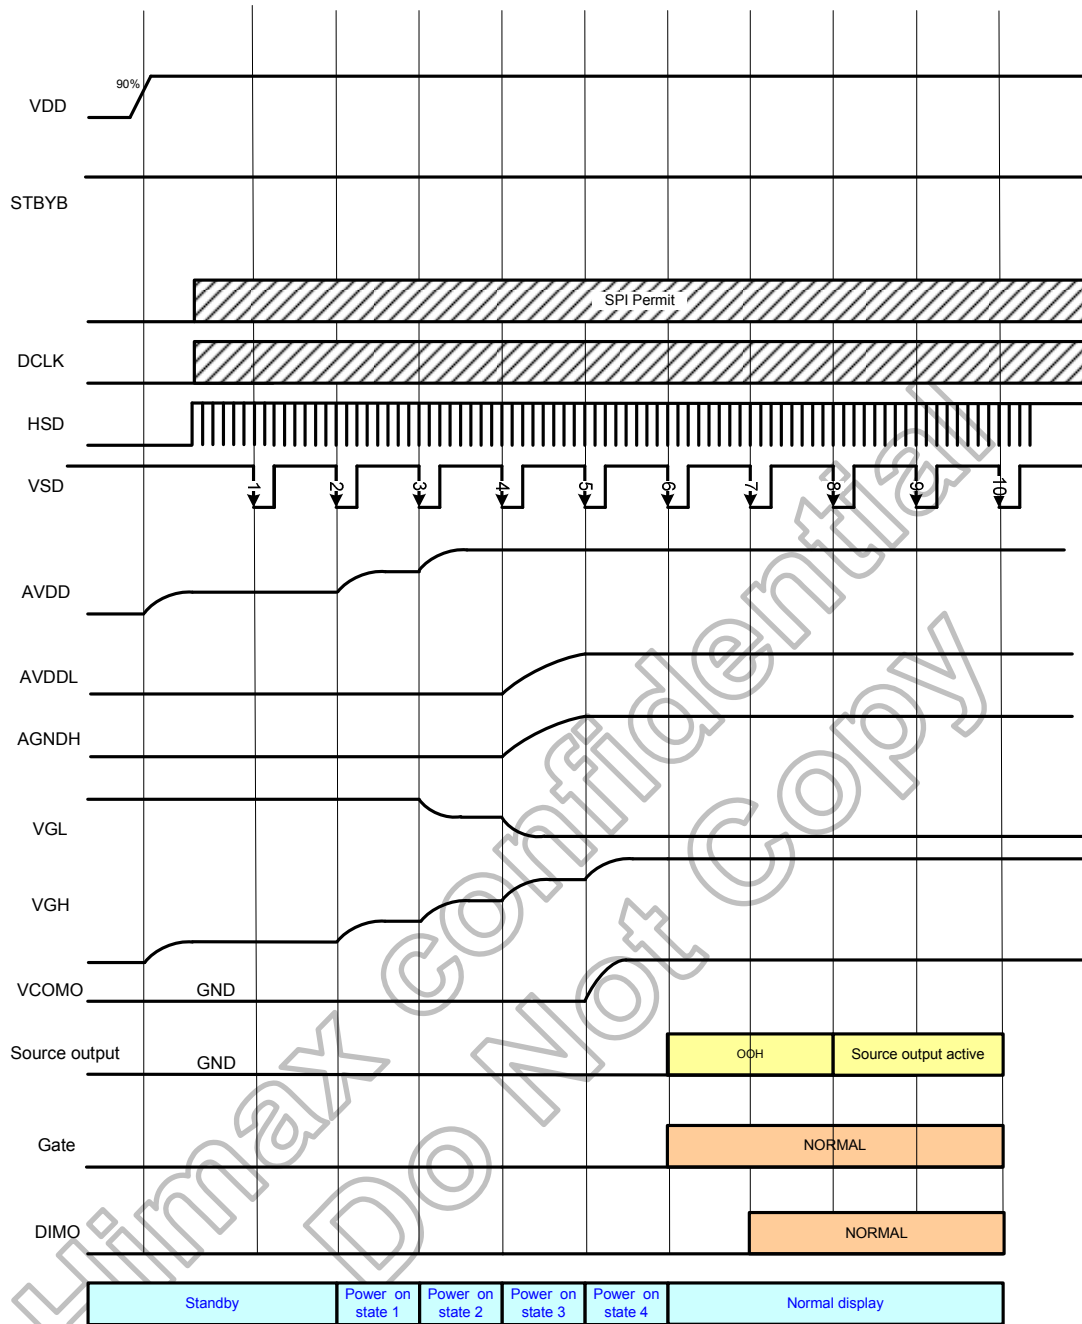 90%
VDD
STBYB
SPI Permit
DCLK
HSD
VSD
1 2 3 4 5 6 7 8 9 10
AVDD
AVDDL
AGNDH
VGL
VGH
VCOMO
GND
Source output
GND
OOH
Source output active
Gate
NORMAL
DIMO
NORMAL
Standby
Power on
state 1
Power on
state 2
Power on
state 3
Power on
state 4
Normal display
Himax confidential
Do Not Copy